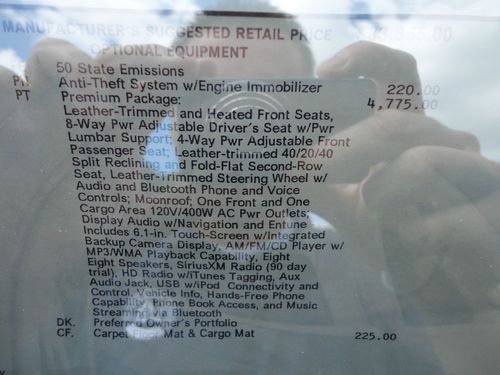 MANUFACTURER'S SUGGESTED RETAIL PRICE
OPTIONAL EQUIPMENT
50 State Emissions
Anti-Theft System w/Engine Immobilizer 220.00
PT Premium Package: 4,775.00
Leather-Trimmed and Heated Front Seats,
8-Way Pwr Adjustable Driver's Seat w/Pwr
Lumbar Support; 4-Way Pwr Adjustable Front
Passenger Seat; Leather-trimmed 40/20/40
Split Reclining and Fold-Flat Second-Row
Seat, Leather-Trimmed Steering Wheel w/
Audio and Bluetooth Phone and Voice
Controls; Moonroof; One Front and One
Cargo Area 120V/400W AC Pwr Outlets;
Display Audio w/Navigation and Entune
Includes 6.1-in. Touch-Screen w/Integrated
Backup Camera Display, AM/FM/CD Player w/
MP3/WMA Playback Capability, Eight
Eight Speakers, SiriusXM Radio (90 day
trial), HD Radio w/iTunes Tagging, Aux
Audio Jack, USB w/iPod Connectivity and
Control, Vehicle Info, Hands-Free Phone
Capability, Phone Book Access, and Music
Streaming via Bluetooth
DK. Preferred Owner's Portfolio
CF. Carpet Floor Mat & Cargo Mat 225.00